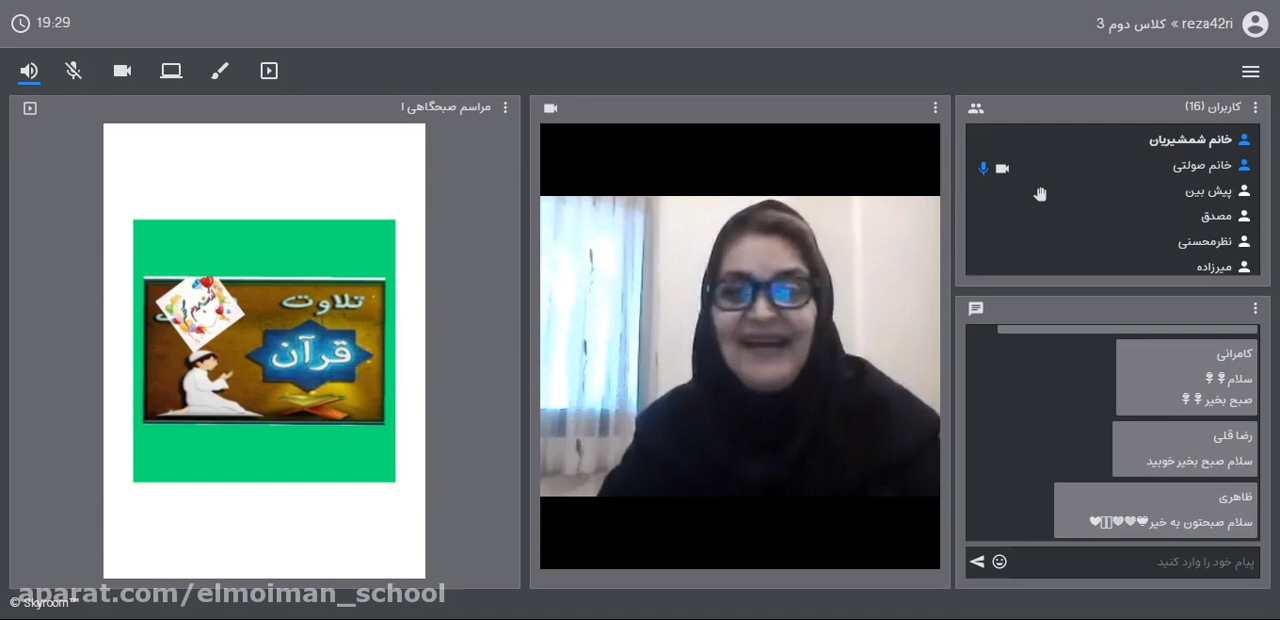 19:29
reza42ri » کلاس دوم 3
مراسم صبحگاهی ا
تلاوت
قرآن
کاربران (16)
خانم شمشیریان
خانم صولتی
پیش بین
مصدق
نظرمحسنی
میرزاده
کامرانی
سلام🌹🌹
صبح بخیر🌹🌹
رضا قلی
سلام صبح بخیر خوبید
طاهری
سلام صبحتون به خیر
پیام خود را وارد کنید
aparat.com/elmoiman_school
© Skyroom™